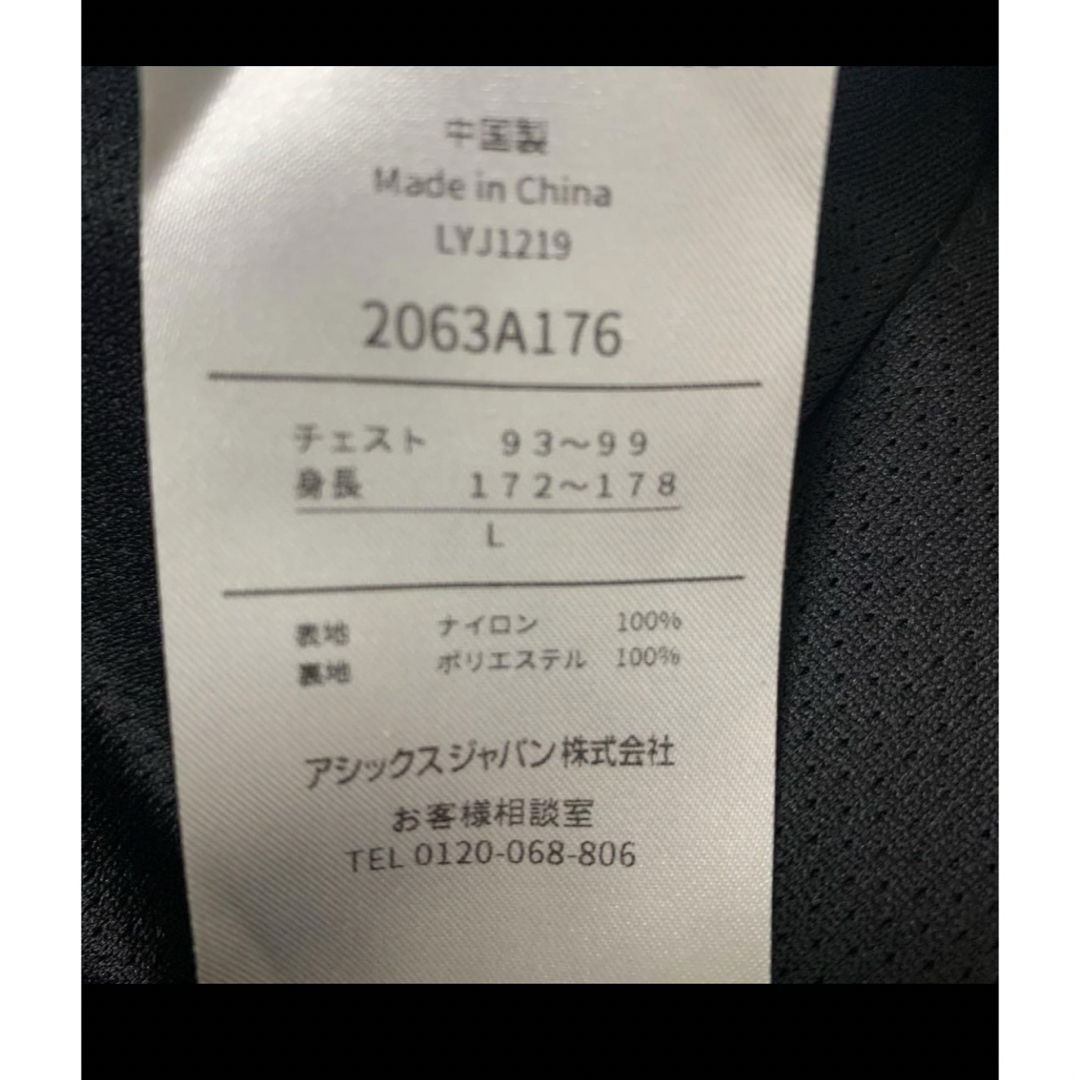 中国製
Made in China
LYJ1219
2063A176
チェスト 93～99
身長 172～178
L
表地 ナイロン 100%
裏地 ポリエステル 100%
アシックスジャパン株式会社
お客様相談室
TEL 0120-068-806